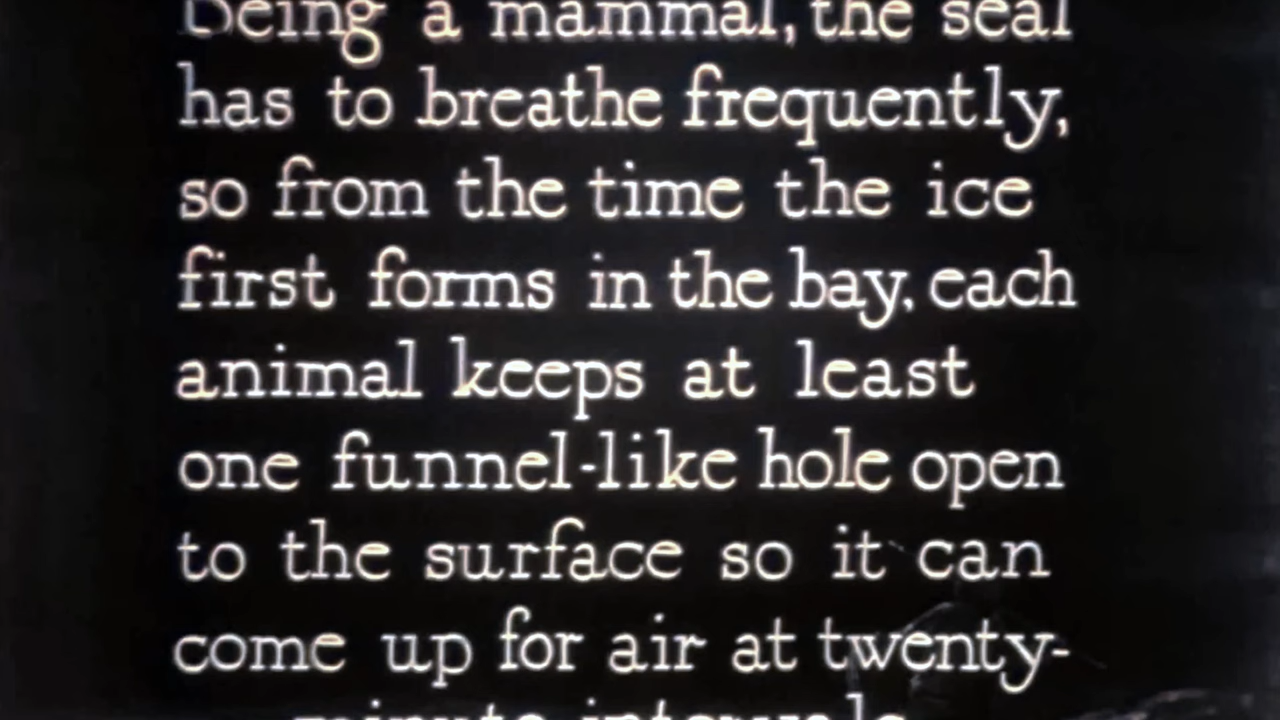 Being a mammal, the seal
has to breathe frequently,
so from the time the ice
first forms in the bay, each
animal keeps at least
one funnel-like hole open
to the surface so it can
come up for air at twenty-
minute intervals